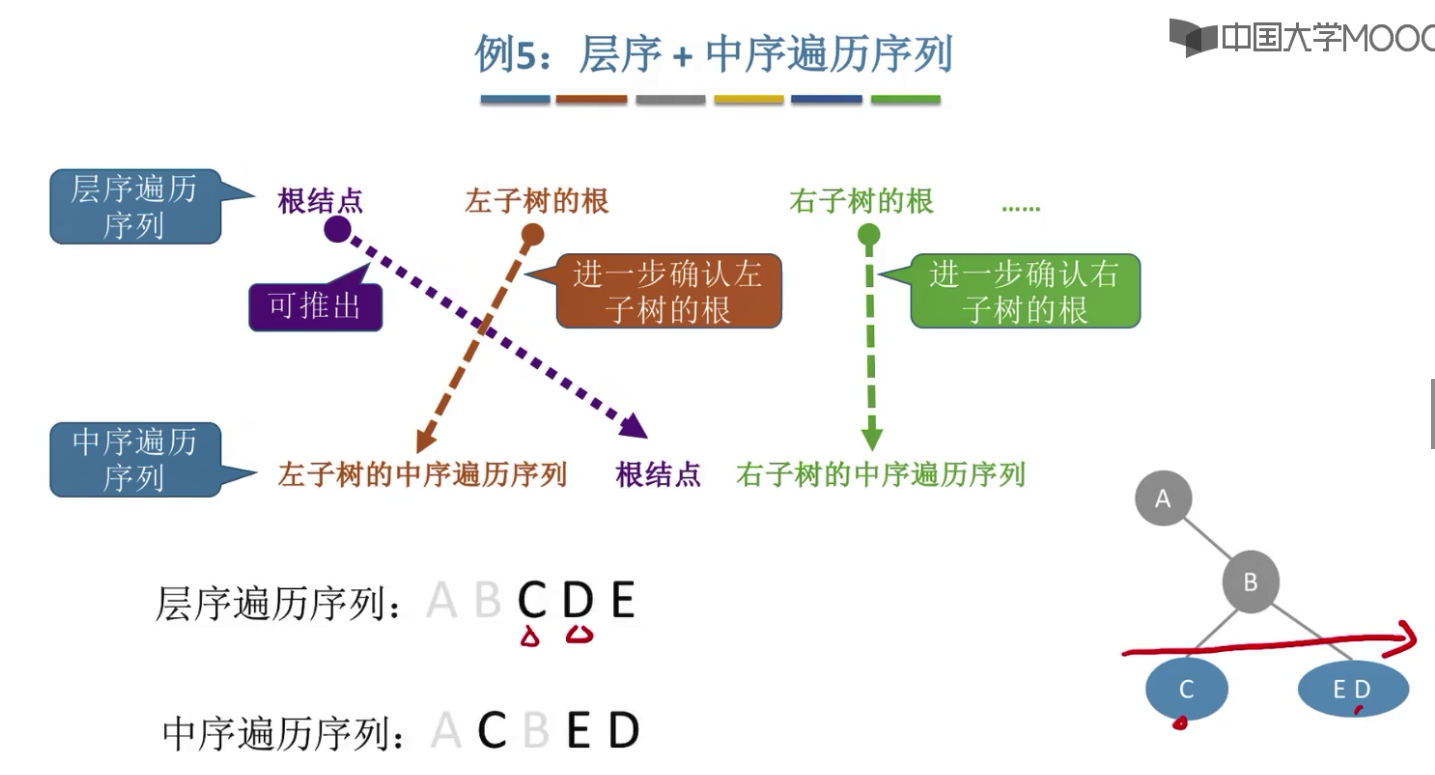 例5：层序 + 中序遍历序列
中国大学MOOC
层序遍历
序列
根结点
左子树的根
右子树的根
……
可推出
进一步确认左
子树的根
进一步确认右
子树的根
中序遍历
序列
左子树的中序遍历序列
根结点
右子树的中序遍历序列
A
B
C
E D
层序遍历序列：A B C D E
中序遍历序列：A C B E D